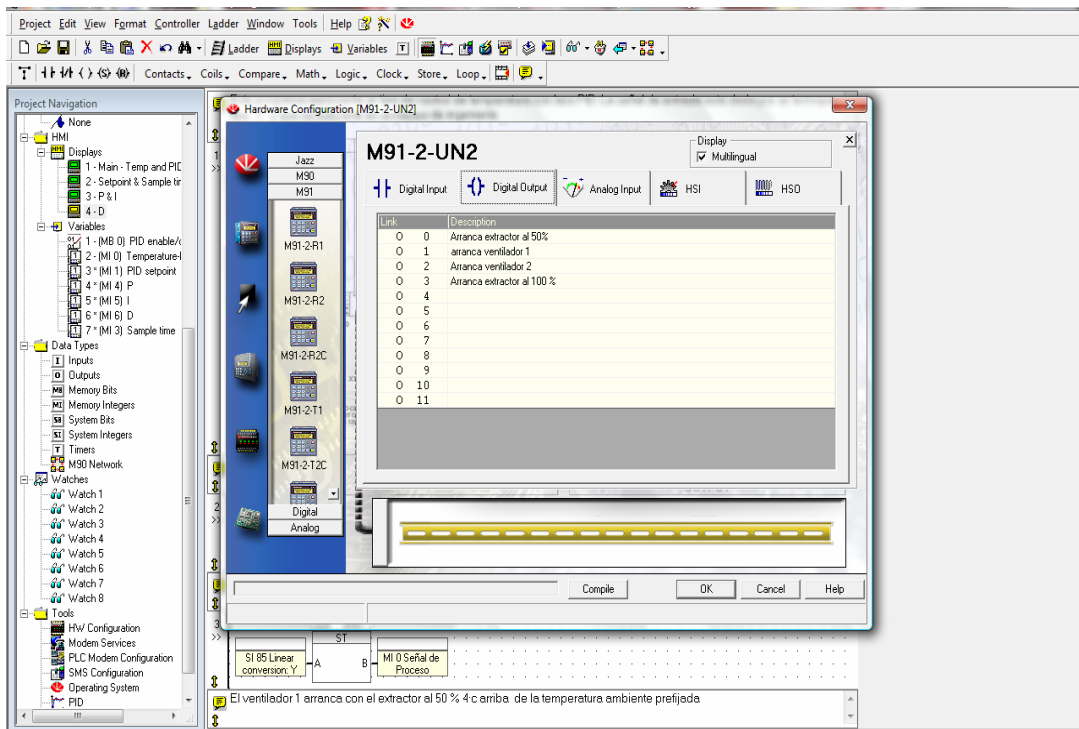 Project Edit View Format Controller Ladder Window Tools Help
Ladder Displays Variables
Contacts Coils Compare Math Logic Clock Store Loop
Project Navigation
None
HMI
Displays
1 - Main - Temp and PID
2 - Setpoint & Sample tir
3 - P & I
4 - D
Variables
1 - (MB 0) PID enable/
2 - (MI 0) Temperature-
3 * (MI 1) PID setpoint
4 * (MI 4) P
5 * (MI 5) I
6 * (MI 6) D
7 * (MI 3) Sample time
Data Types
I Inputs
O Outputs
MB Memory Bits
MI Memory Integers
SB System Bits
SI System Integers
T Timers
M90 Network
Watches
Watch 1
Watch 2
Watch 3
Watch 4
Watch 5
Watch 6
Watch 7
Watch 8
Tools
HW Configuration
Modem Services
PLC Modem Configuration
SMS Configuration
Operating System
PID
Hardware Configuration [M91-2-UN2]
Jazz
M90
M91
M91-2-R1
M91-2-R2
M91-2-R2C
M91-2-T1
M91-2-T2C
Digital
Analog
M91-2-UN2
Display
Multilingual
Digital Input
Digital Output
Analog Input
HSI
HSO
Link Description
O 0 Arranca extractor al 50%
O 1 arranca ventilador 1
O 2 Arranca ventilador 2
O 3 Arranca extractor al 100 %
O 4
O 5
O 6
O 7
O 8
O 9
O 10
O 11
Compile OK Cancel Help
1
2
3
ST
SI 85 Linear
conversion: Y
A B
MI 0 Señal de
Proceso
El ventilador 1 arranca con el extractor al 50 % 4·c arriba de la temperatura ambiente prefijada